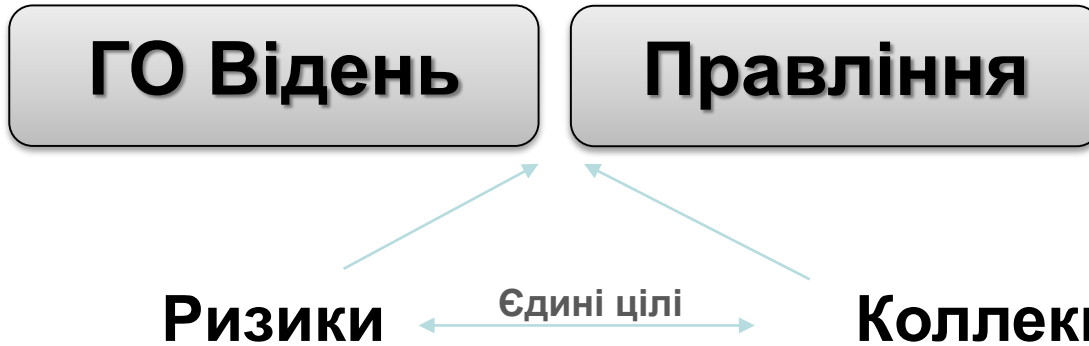 ГО Відень
Правління
Єдині цілі
Ризики